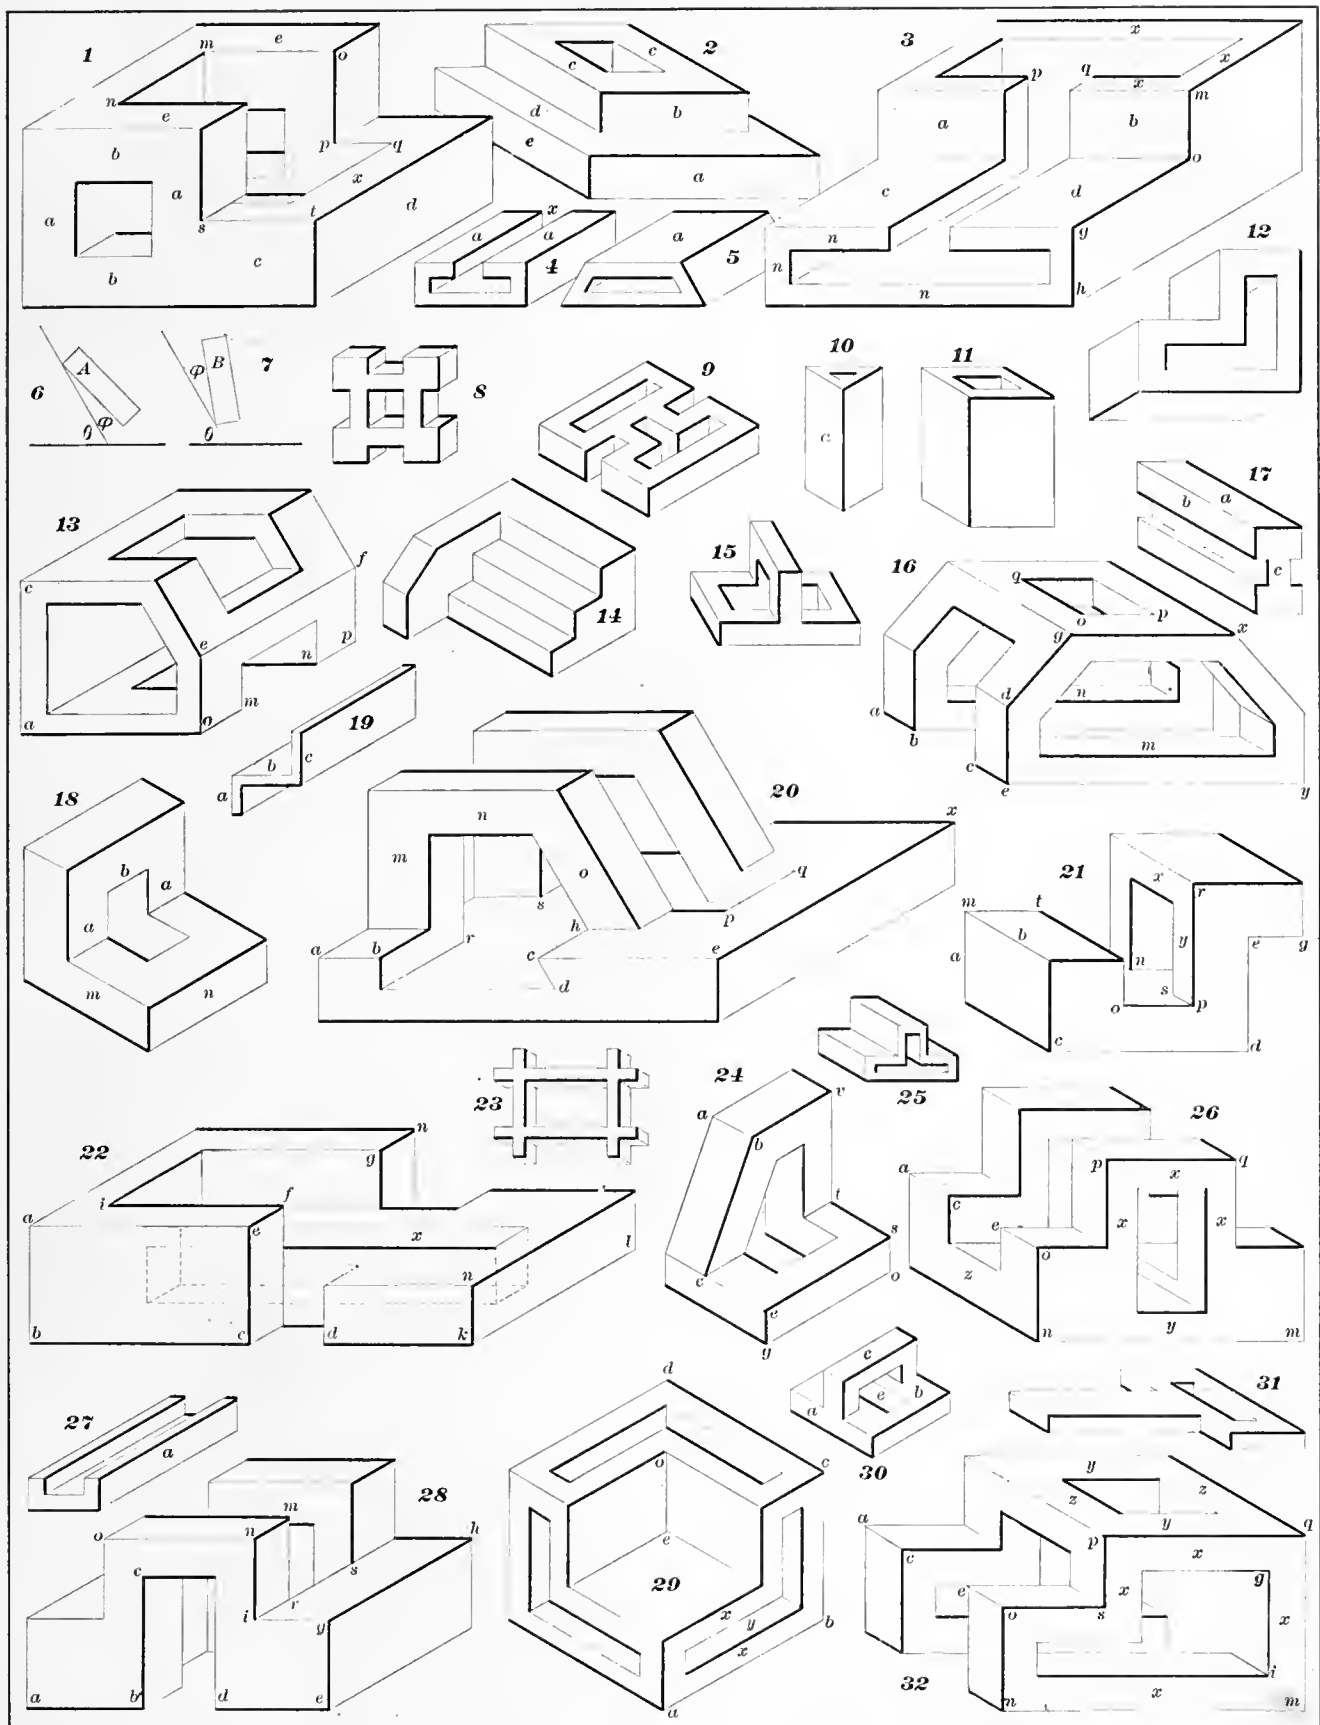 1
m
e
o
n
e
b
a
a
p
q
x
s
t
d
c
b
2
c
c
d
b
e
a
3
x
x
q
x
p
m
a
b
o
c
d
n
g
n
n
h
4
x
a
a
5
a
12
6
A
φ
θ
7
φ
B
θ
8
9
10
a
11
13
c
f
e
p
n
m
a
o
14
15
16
q
o
p
g
x
a
d
n
b
c
e
m
y
17
a
b
c
18
b
a
a
m
n
19
b
c
a
20
n
x
m
o
q
s
p
h
a
b
r
c
e
d
21
x
r
m
t
b
a
y
n
e
g
s
o
p
c
d
22
n
g
i
f
a
e
x
n
l
b
c
d
k
23
24
a
v
b
t
s
c
o
e
g
25
26
p
q
a
x
c
e
x
x
o
z
y
n
m
27
a
28
m
o
n
h
c
s
i
r
g
a
b
d
e
29
d
o
c
e
x
y
x
b
a
30
c
e
b
a
31
32
y
z
z
a
y
q
p
c
x
e
x
g
o
s
x
i
x
n
m